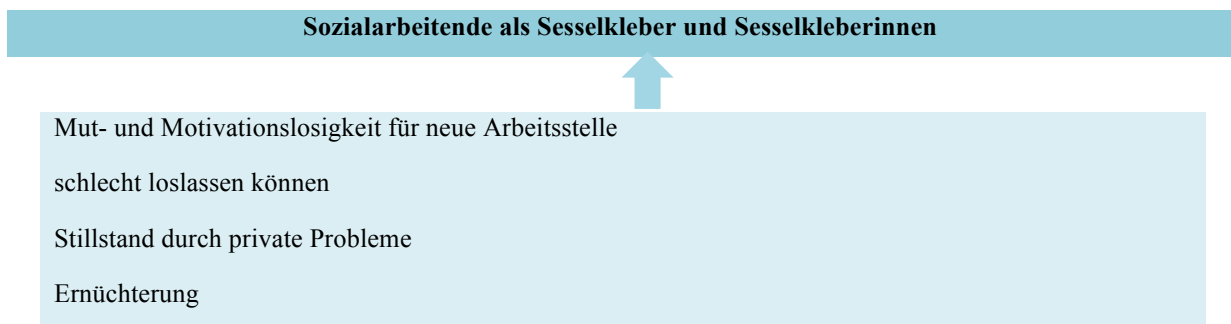 Sozialarbeitende als Sesselkleber und Sesselkleberinnen
Mut- und Motivationslosigkeit für neue Arbeitsstelle
schlecht loslassen können
Stillstand durch private Probleme
Ernüchterung